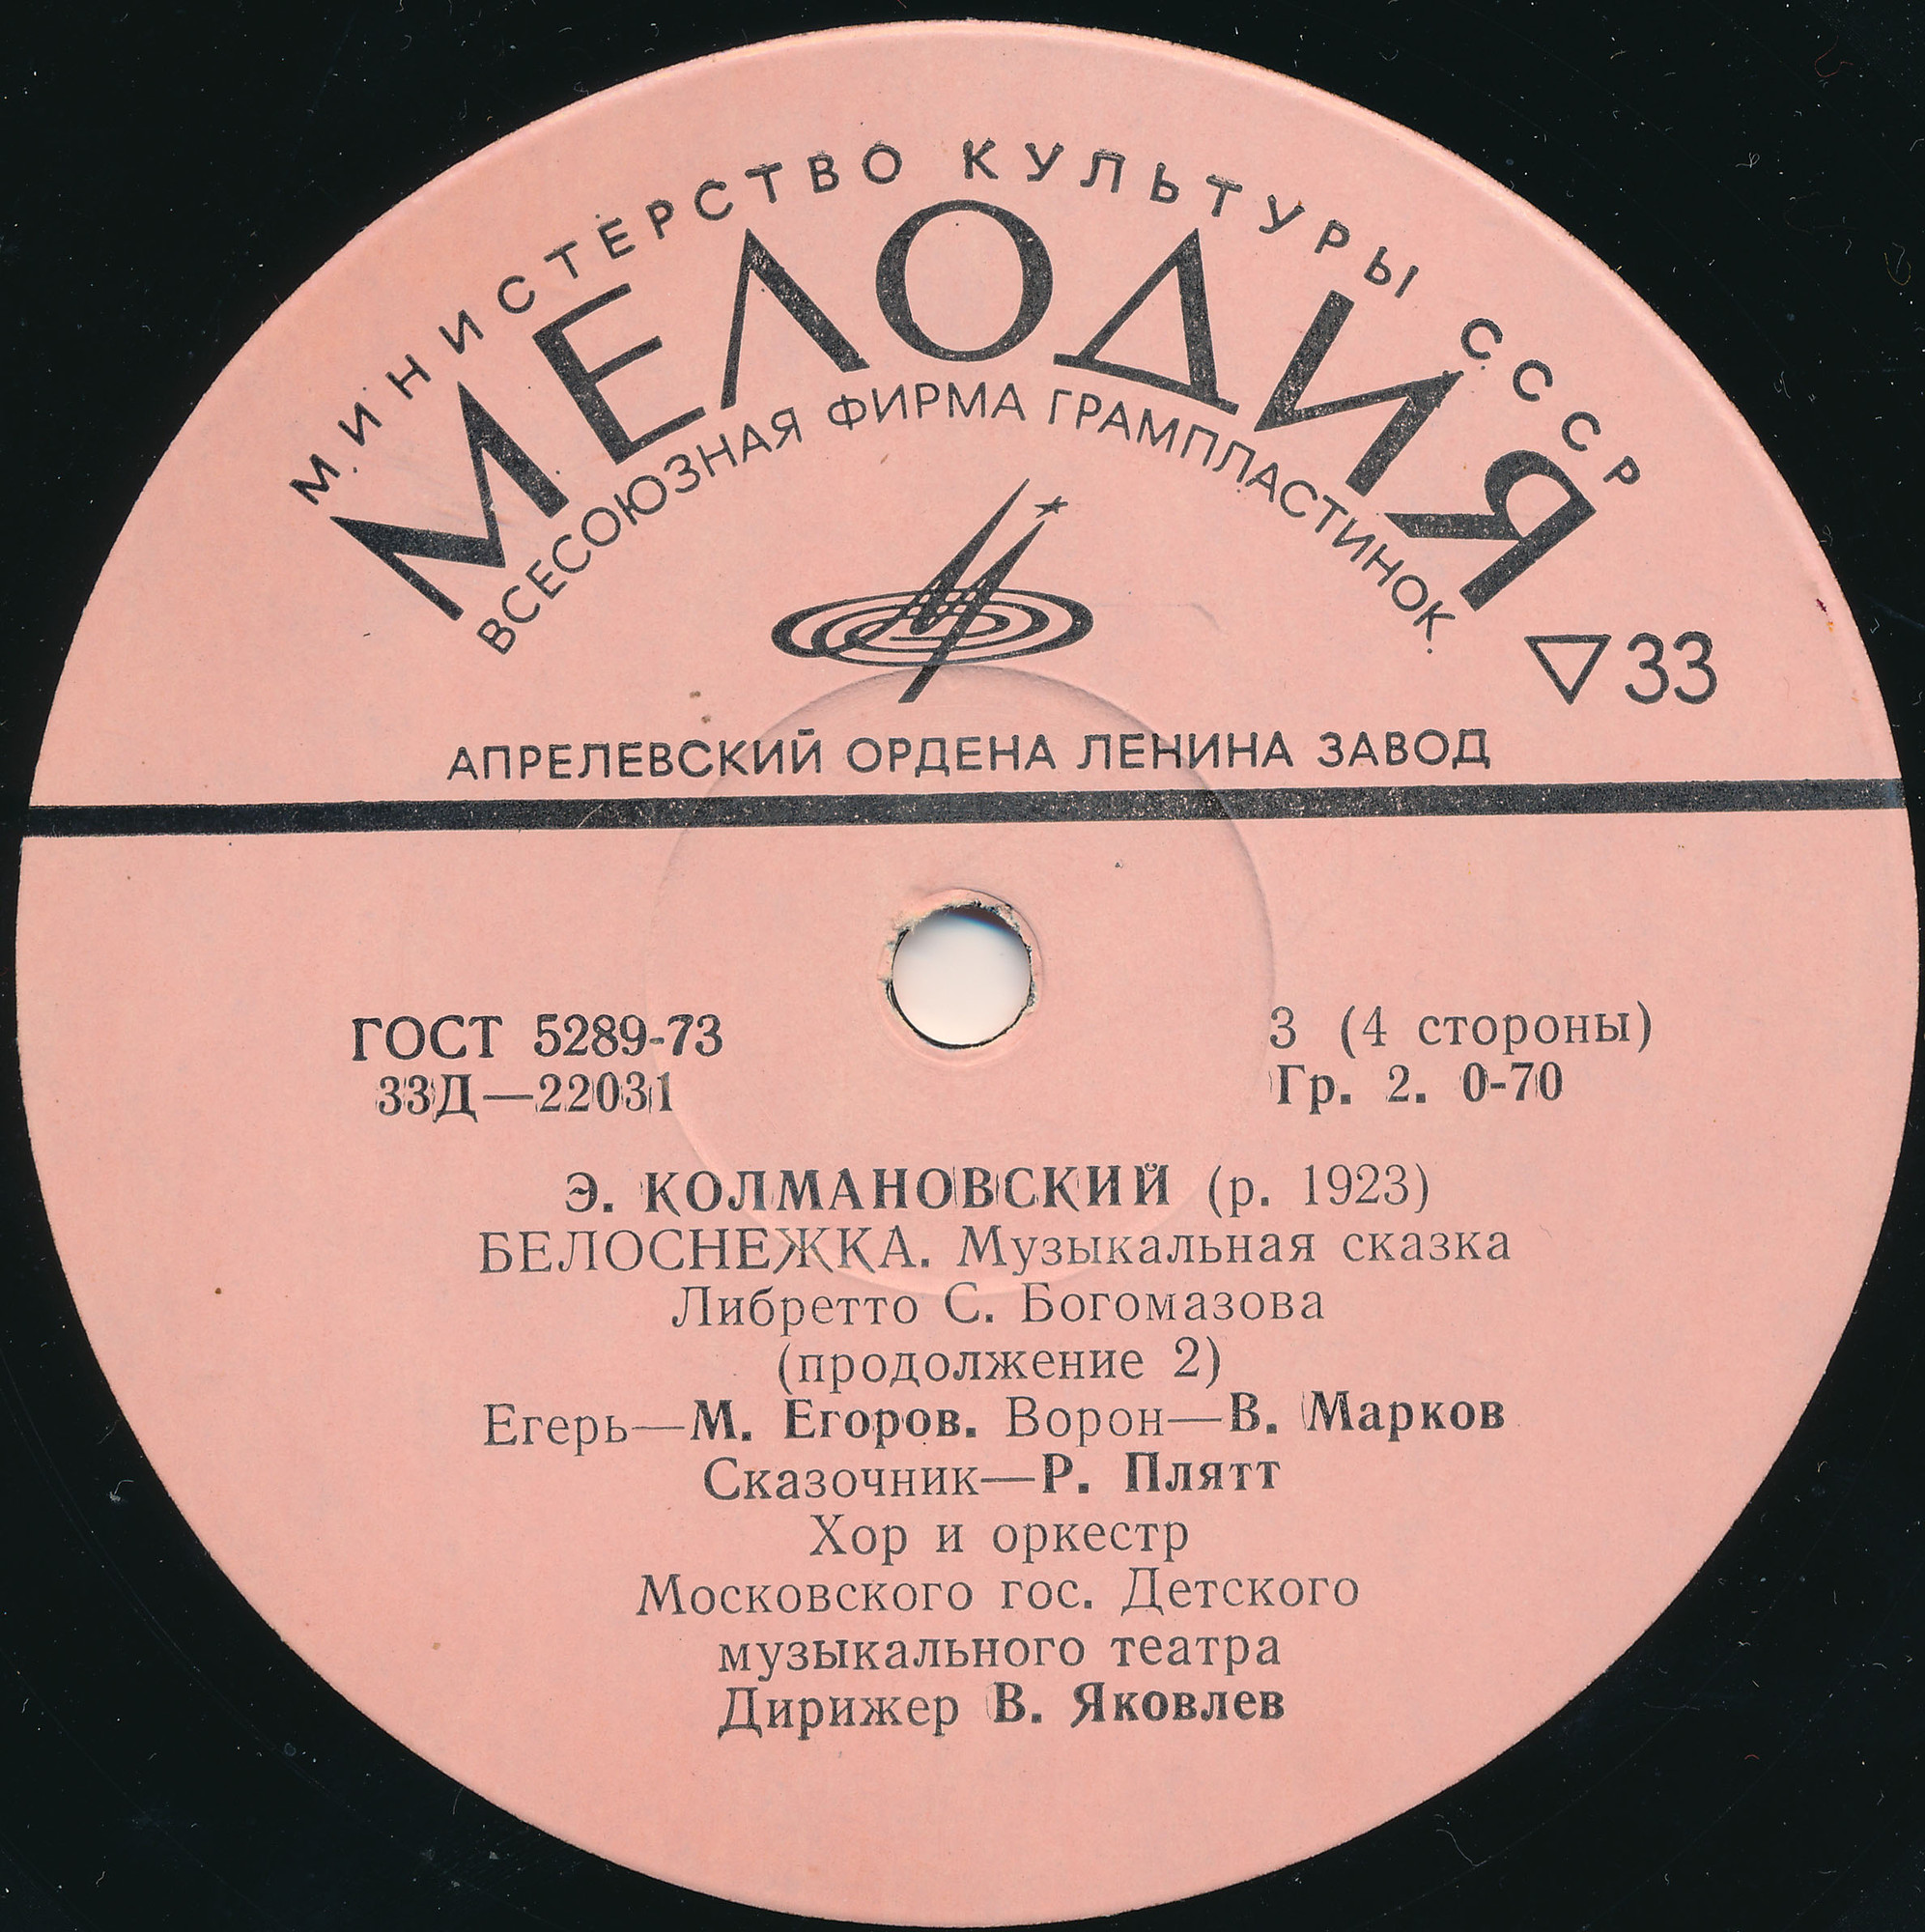 МИНИСТЕРСТВО КУЛЬТУРЫ СССР
МЕЛОДИЯ
ВСЕСОЮЗНАЯ ФИРМА ГРАМПЛАСТИНОК
33
АПРЕЛЕВСКИЙ ОРДЕНА ЛЕНИНА ЗАВОД
ГОСТ 5289-73
33Д—22031
3 (4 стороны)
Гр. 2. 0-70
Э. КОЛМАНОВСКИЙ (р. 1923)
БЕЛОСНЕЖКА. Музыкальная сказка
Либретто С. Богомазова
(продолжение 2)
Егерь—М. Егоров. Ворон—В. Марков
Сказочник—Р. Плятт
Хор и оркестр
Московского гос. Детского
музыкального театра
Дирижер В. Яковлев